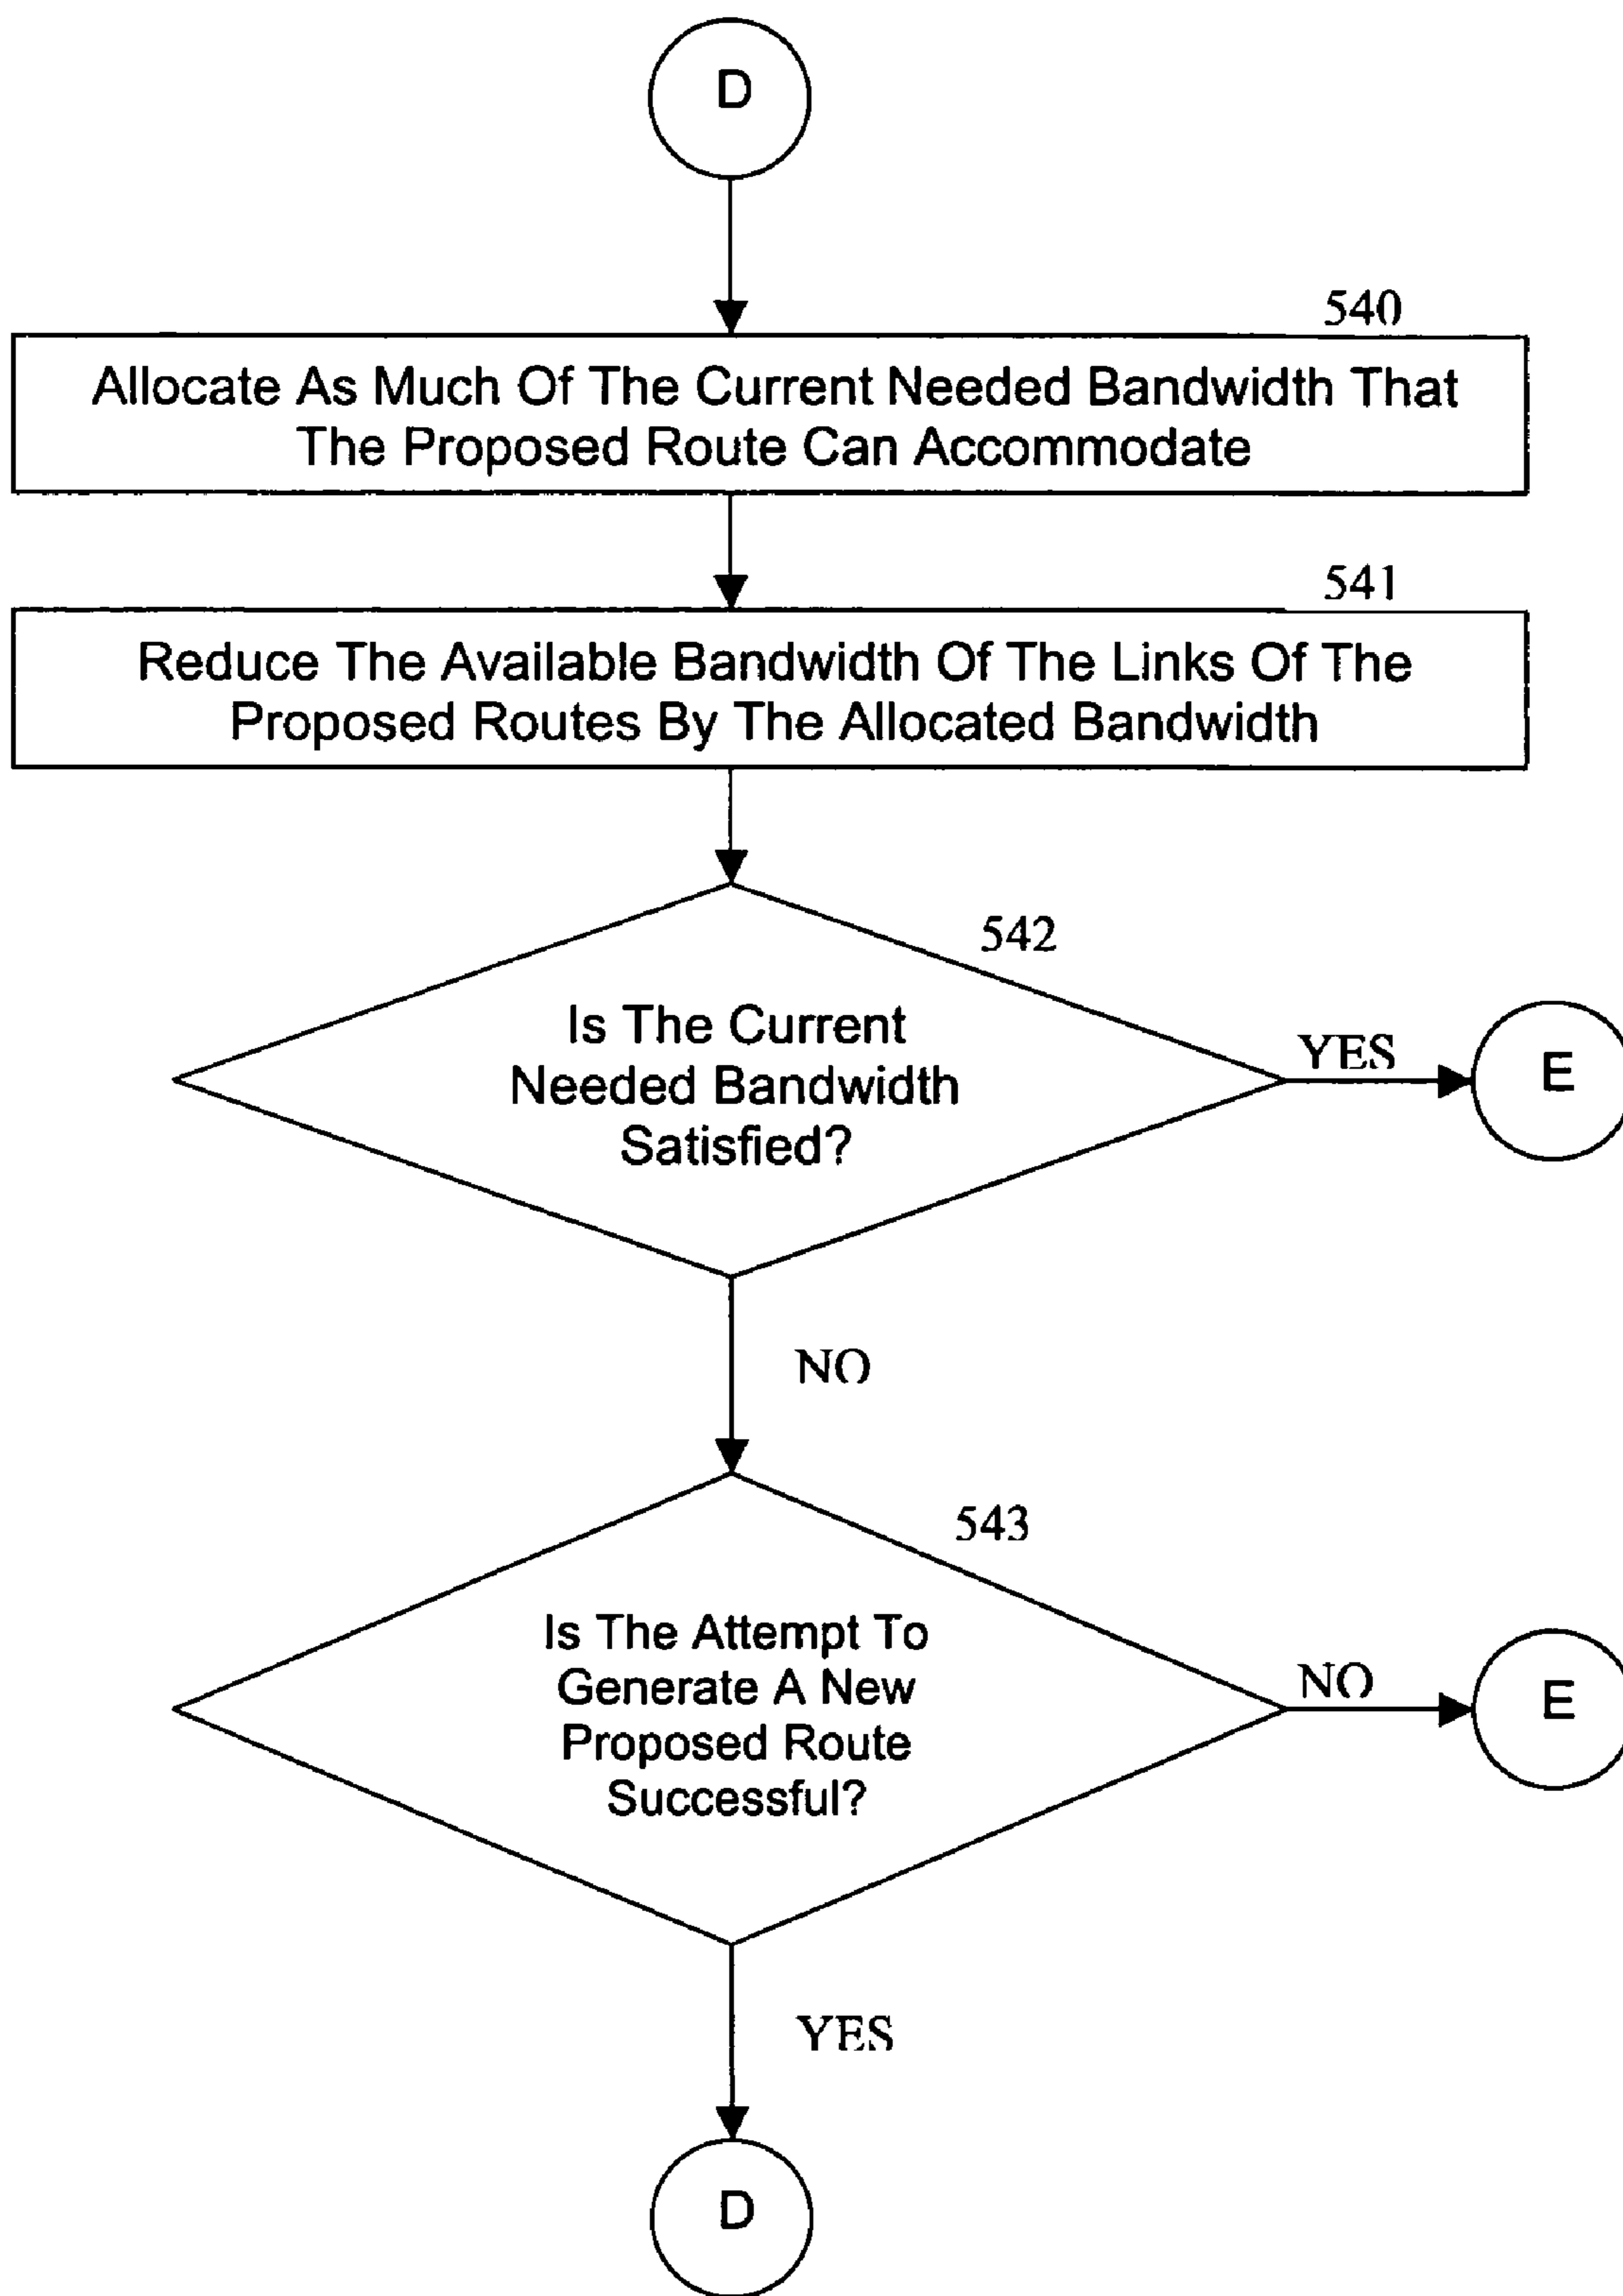 D
540
Allocate As Much Of The Current Needed Bandwidth That
The Proposed Route Can Accommodate
541
Reduce The Available Bandwidth Of The Links Of The
Proposed Routes By The Allocated Bandwidth
542
Is The Current
Needed Bandwidth
Satisfied?
YES
E
NO
543
Is The Attempt To
Generate A New
Proposed Route
Successful?
NO
E
YES
D